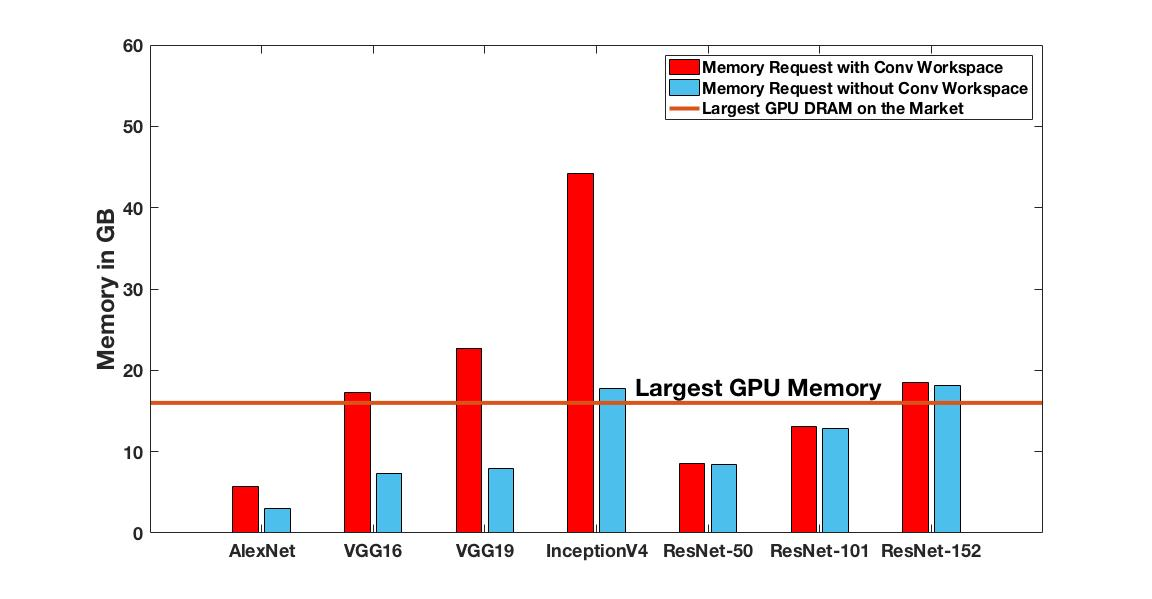 Memory Request with Conv Workspace
Memory Request without Conv Workspace
Largest GPU DRAM on the Market
Memory in GB
60
50
40
30
20
10
0
Largest GPU Memory
AlexNet VGG16 VGG19 InceptionV4 ResNet-50 ResNet-101 ResNet-152